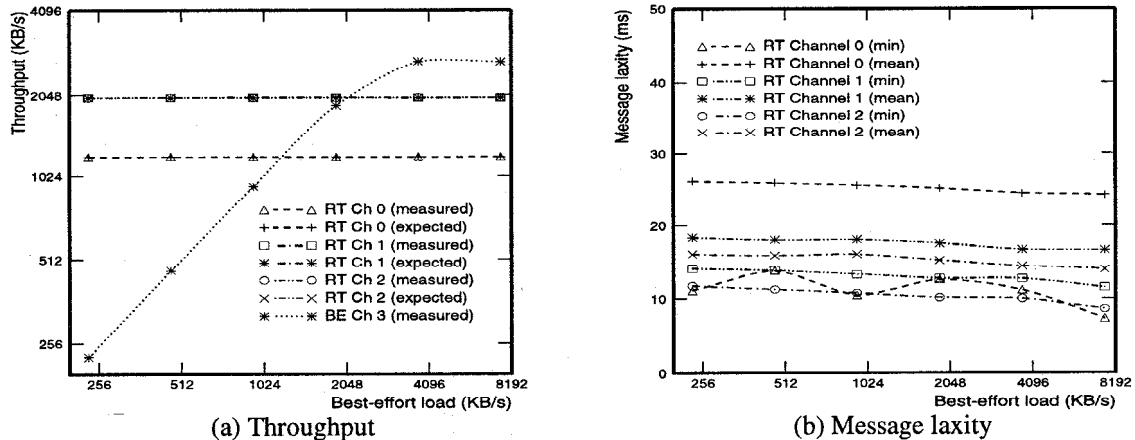 4096
2048
1024
512
256
Throughput (KB/s)
RT Ch 0 (measured)
RT Ch 0 (expected)
RT Ch 1 (measured)
RT Ch 1 (expected)
RT Ch 2 (measured)
RT Ch 2 (expected)
BE Ch 3 (measured)
256 512 1024 2048 4096 8192
Best-effort load (KB/s)
(a) Throughput
50
40
30
20
10
0
Message laxity (ms)
RT Channel 0 (min)
RT Channel 0 (mean)
RT Channel 1 (min)
RT Channel 1 (mean)
RT Channel 2 (min)
RT Channel 2 (mean)
256 512 1024 2048 4096 8192
Best-effort load (KB/s)
(b) Message laxity